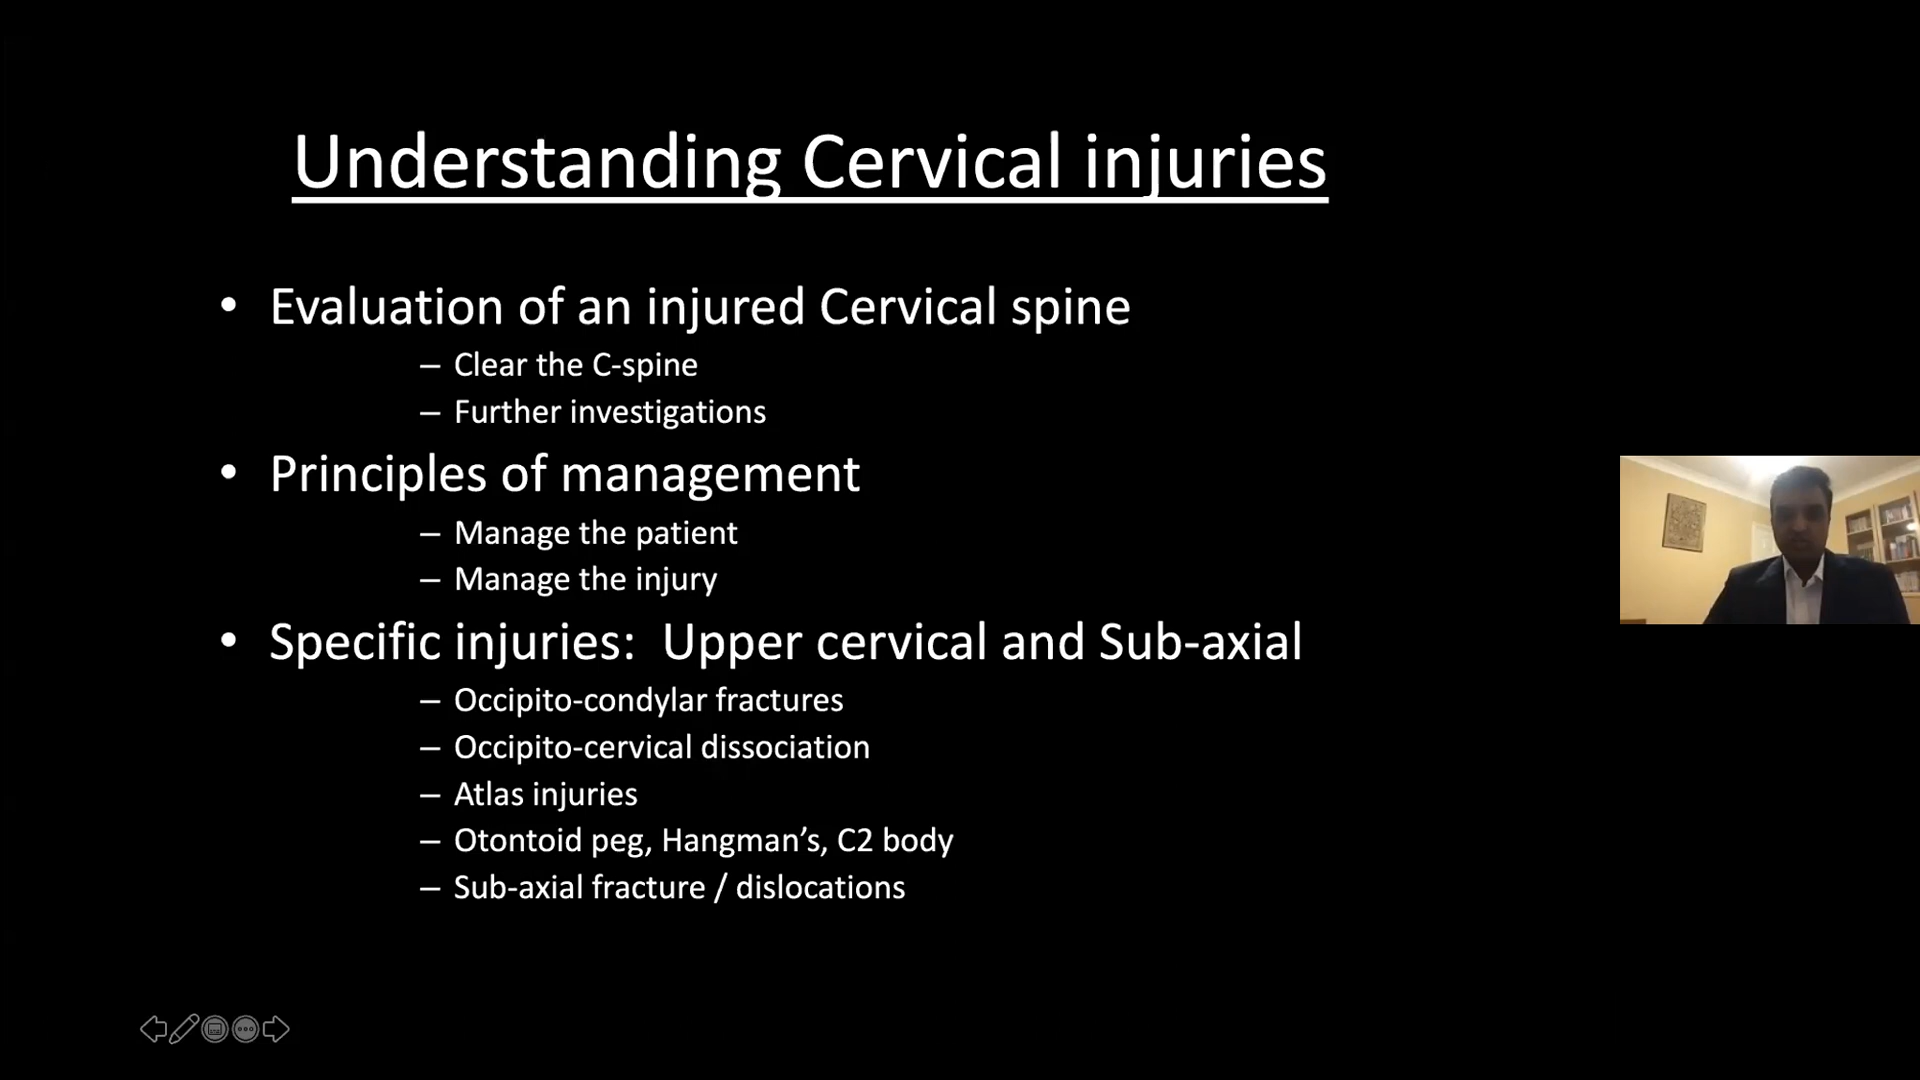 Understanding Cervical injuries
• Evaluation of an injured Cervical spine
– Clear the C-spine
– Further investigations
• Principles of management
– Manage the patient
– Manage the injury
• Specific injuries:  Upper cervical and Sub-axial
– Occipito-condylar fractures
– Occipito-cervical dissociation
– Atlas injuries
– Otontoid peg, Hangman’s, C2 body
– Sub-axial fracture / dislocations